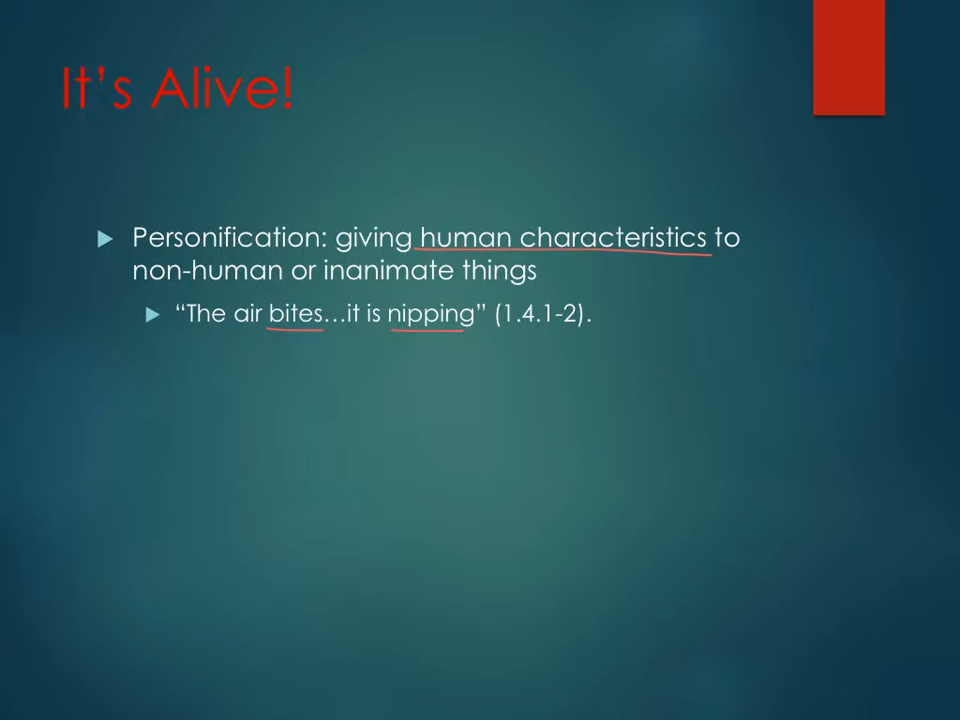 It's Alive!
Personification: giving human characteristics to
non-human or inanimate things
“The air bites…it is nipping” (1.4.1-2).